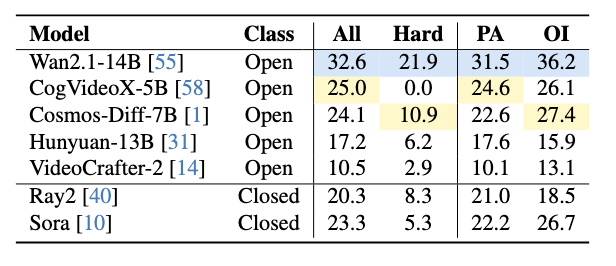 Model Class All Hard PA OI
Wan2.1-14B [55] Open 32.6 21.9 31.5 36.2
CogVideoX-5B [58] Open 25.0 0.0 24.6 26.1
Cosmos-Diff-7B [1] Open 24.1 10.9 22.6 27.4
Hunyuan-13B [31] Open 17.2 6.2 17.6 15.9
VideoCrafter-2 [14] Open 10.5 2.9 10.1 13.1
Ray2 [40] Closed 20.3 8.3 21.0 18.5
Sora [10] Closed 23.3 5.3 22.2 26.7